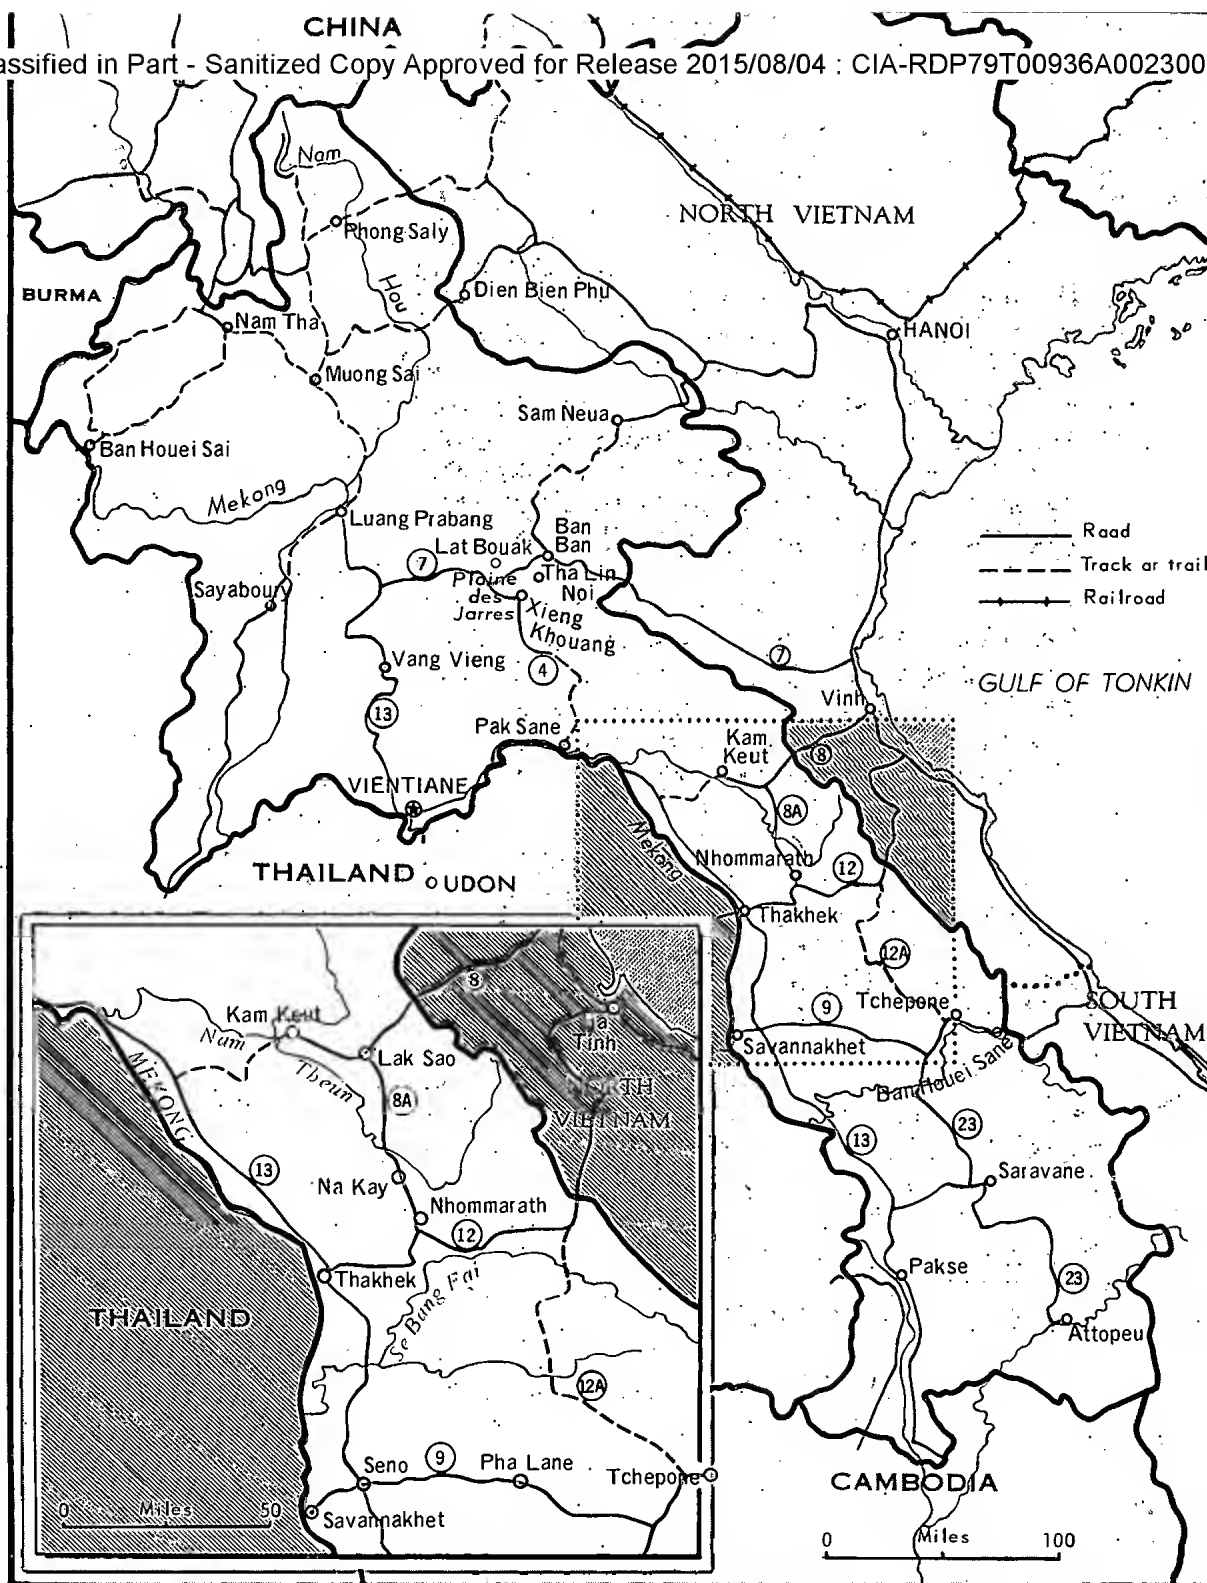 CHINA
assified in Part - Sanitized Copy Approved for Release 2015/08/04 : CIA-RDP79T00936A002300
Nam
NORTH VIETNAM
Phong Saly
Hou
Dien Bien Phu
BURMA
Nam Tha
HANOI
Muong Sai
Sam Neua
Ban Houei Sai
Mekong
Luang Prabang
Ban
Ban
Road
Lat Bouak
7
Track or trail
Plaine
des
Jarres
Tha Lin
Noi
Sayaboury
Railroad
Xieng
Khouang
7
Vang Vieng
4
GULF OF TONKIN
Vinh
13
Pak Sane
Kam
Keut
8
VIENTIANE
8A
Mekong
Nhommarath
12
THAILAND
UDON
Thakhek
12A
Tchepone
9
SOUTH
VIETNAM
Savannakhet
Ban Houei Sane
23
13
Saravane
Pakse
23
Attopeu
CAMBODIA
0 Miles 100
8
Kam Keut
Nam
Theun
Ha
Tinh
Lak Sao
MEKONG
8A
NORTH
VIETNAM
13
Na Kay
Nhommarath
12
Thakhek
Se Bang Fai
THAILAND
12A
9
Seno
Pha Lane
Tchepone
0 Miles 50
Savannakhet